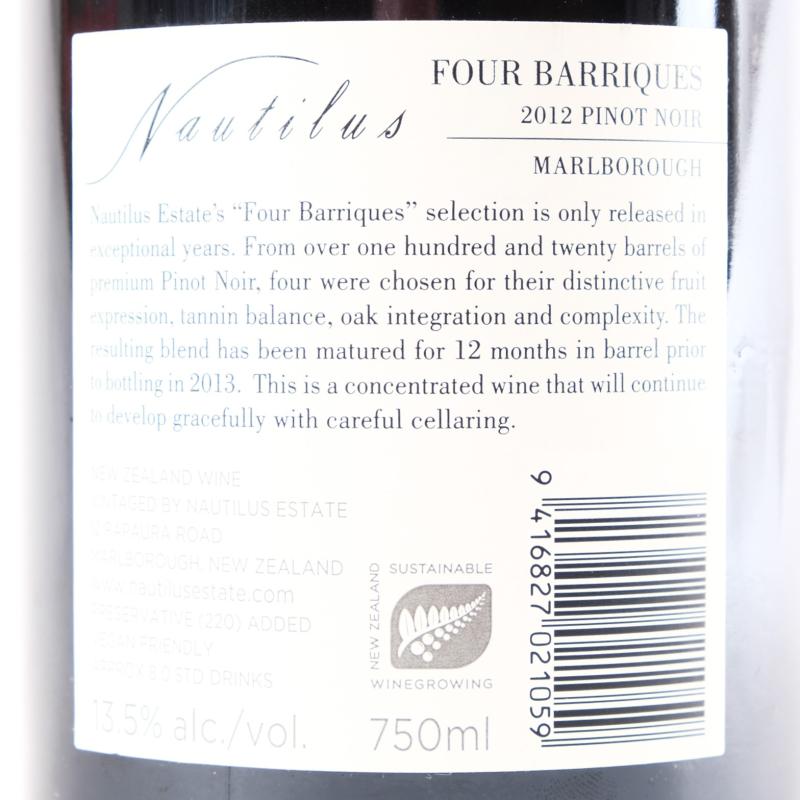 Nautilus
FOUR BARRIQUES
2012 PINOT NOIR
MARLBOROUGH
Nautilus Estate's “Four Barriques” selection is only released in
exceptional years. From over one hundred and twenty barrels of
premium Pinot Noir, four were chosen for their distinctive fruit
expression, tannin balance, oak integration and complexity. The
resulting blend has been matured for 12 months in barrel prior
to bottling in 2013. This is a concentrated wine that will continue
to develop gracefully with careful cellaring.
NEW ZEALAND WINE
VINTAGED BY NAUTILUS ESTATE
12 RAPAURA ROAD
MARLBOROUGH, NEW ZEALAND
www.nautilusestate.com
PRESERVATIVE (220) ADDED
VEGAN FRIENDLY
APPROX 8.0 STD DRINKS
13.5% alc./vol.
750ml
SUSTAINABLE
NEW ZEALAND
WINEGROWING
9 416827 021059